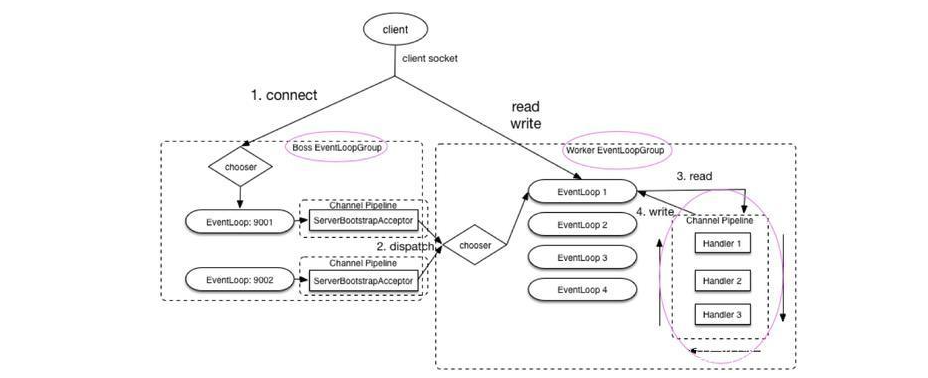 client
client socket
1. connect
read
write
Boss EventLoopGroup
Worker EventLoopGroup
chooser
EventLoop: 9001
Channel Pipeline
ServerBootstrapAcceptor
2. dispatch
chooser
EventLoop: 9002
Channel Pipeline
ServerBootstrapAcceptor
EventLoop 1
EventLoop 2
EventLoop 3
EventLoop 4
3. read
4. write
Channel Pipeline
Handler 1
Handler 2
Handler 3